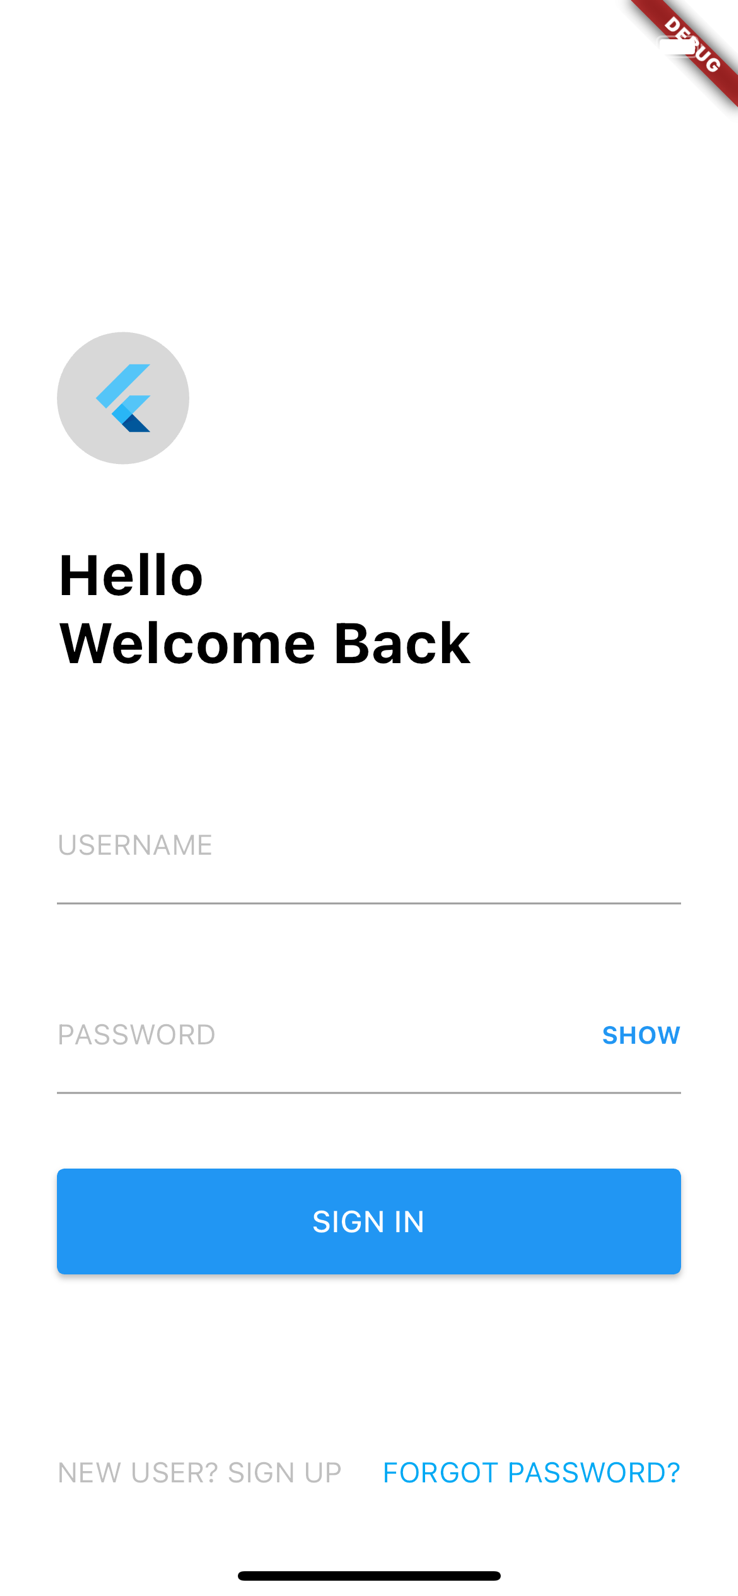 DEBUG
Hello
Welcome Back
USERNAME
PASSWORD SHOW
SIGN IN
NEW USER? SIGN UP FORGOT PASSWORD?